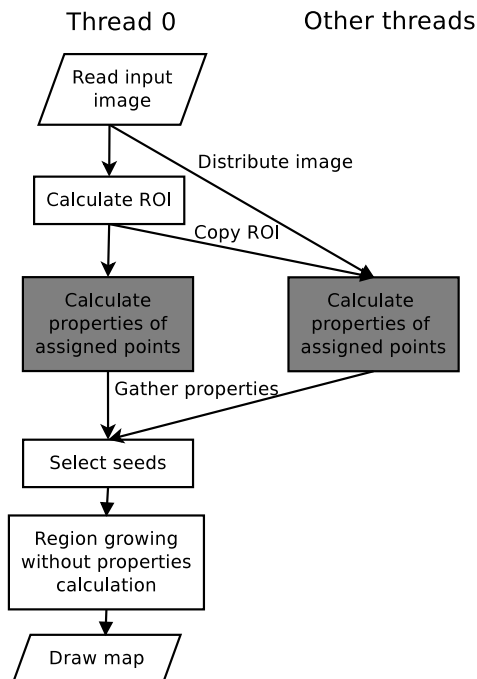 Thread 0
Other threads
Read input
image
Distribute image
Calculate ROI
Copy ROI
Calculate
properties of
assigned points
Calculate
properties of
assigned points
Gather properties
Select seeds
Region growing
without properties
calculation
Draw map